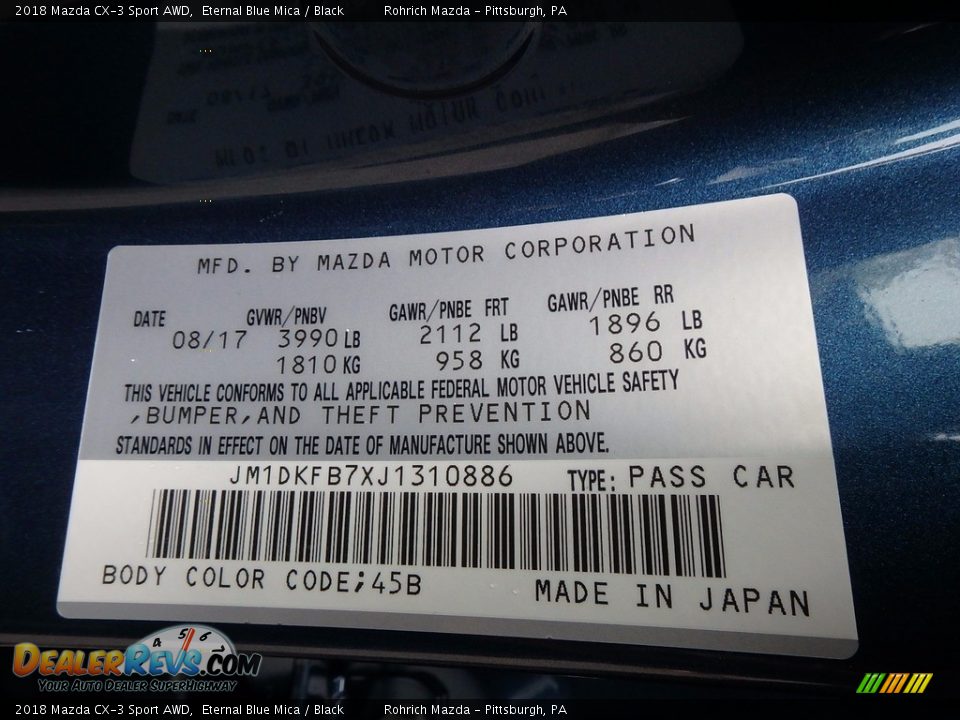 2018 Mazda CX-3 Sport AWD, Eternal Blue Mica / Black Rohrich Mazda - Pittsburgh, PA
MFD. BY MAZDA MOTOR CORPORATION
DATE GVWR/PNBV GAWR/PNBE FRT GAWR/PNBE RR
08/17 3990 LB 2112 LB 1896 LB
1810 KG 958 KG 860 KG
THIS VEHICLE CONFORMS TO ALL APPLICABLE FEDERAL MOTOR VEHICLE SAFETY
,BUMPER,AND THEFT PREVENTION
STANDARDS IN EFFECT ON THE DATE OF MANUFACTURE SHOWN ABOVE.
JM1DKFB7XJ1310886 TYPE: PASS CAR
BODY COLOR CODE;45B MADE IN JAPAN
4 5 6
DEALERREVS.COM
YOUR AUTO DEALER SUPERHIGHWAY
2018 Mazda CX-3 Sport AWD, Eternal Blue Mica / Black Rohrich Mazda - Pittsburgh, PA